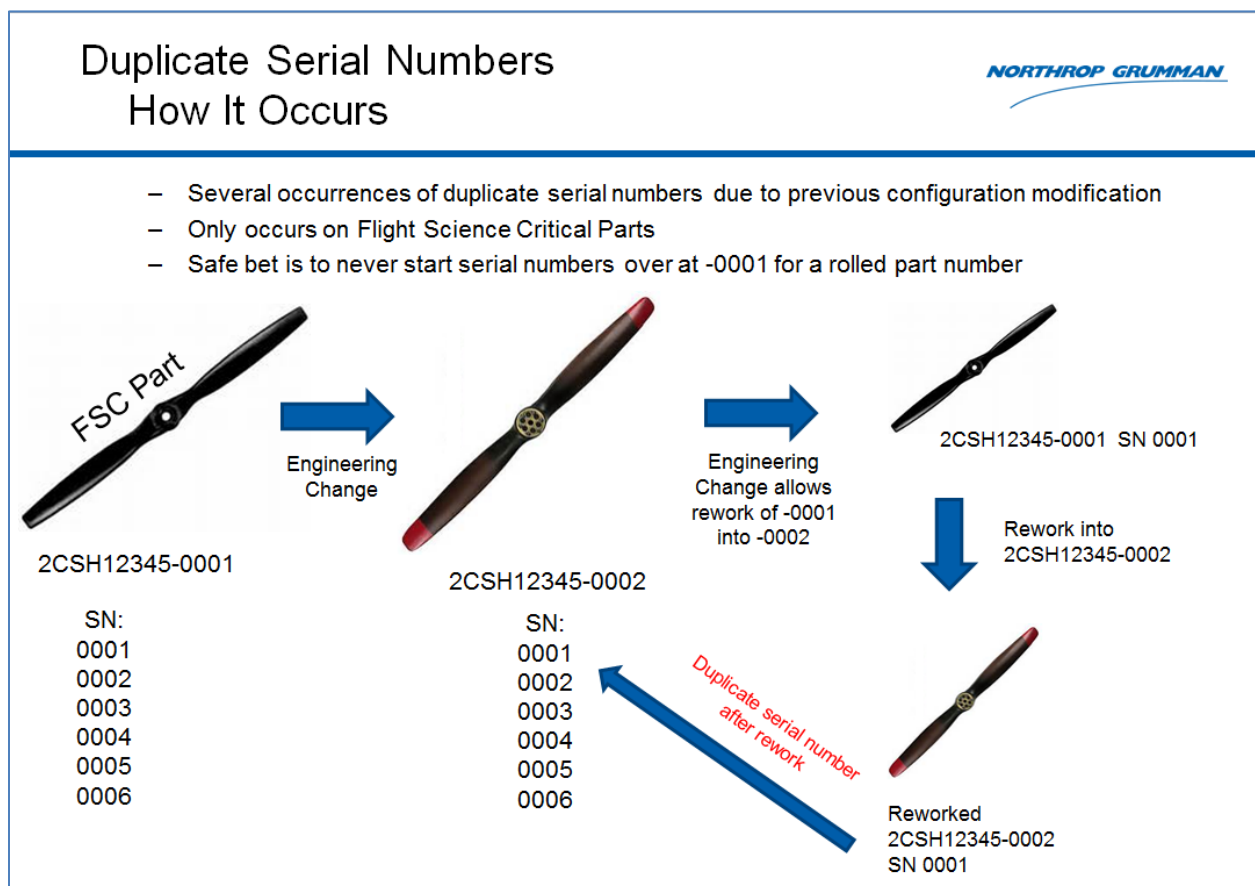 Duplicate Serial Numbers
How It Occurs
NORTHROP GRUMMAN
– Several occurrences of duplicate serial numbers due to previous configuration modification
– Only occurs on Flight Science Critical Parts
– Safe bet is to never start serial numbers over at -0001 for a rolled part number
FSC Part
2CSH12345-0001
SN:
0001
0002
0003
0004
0005
0006
Engineering
Change
2CSH12345-0002
SN:
0001
0002
0003
0004
0005
0006
Engineering
Change allows
rework of -0001
into -0002
2CSH12345-0001 SN 0001
Rework into
2CSH12345-0002
Duplicate serial number
after rework
Reworked
2CSH12345-0002
SN 0001